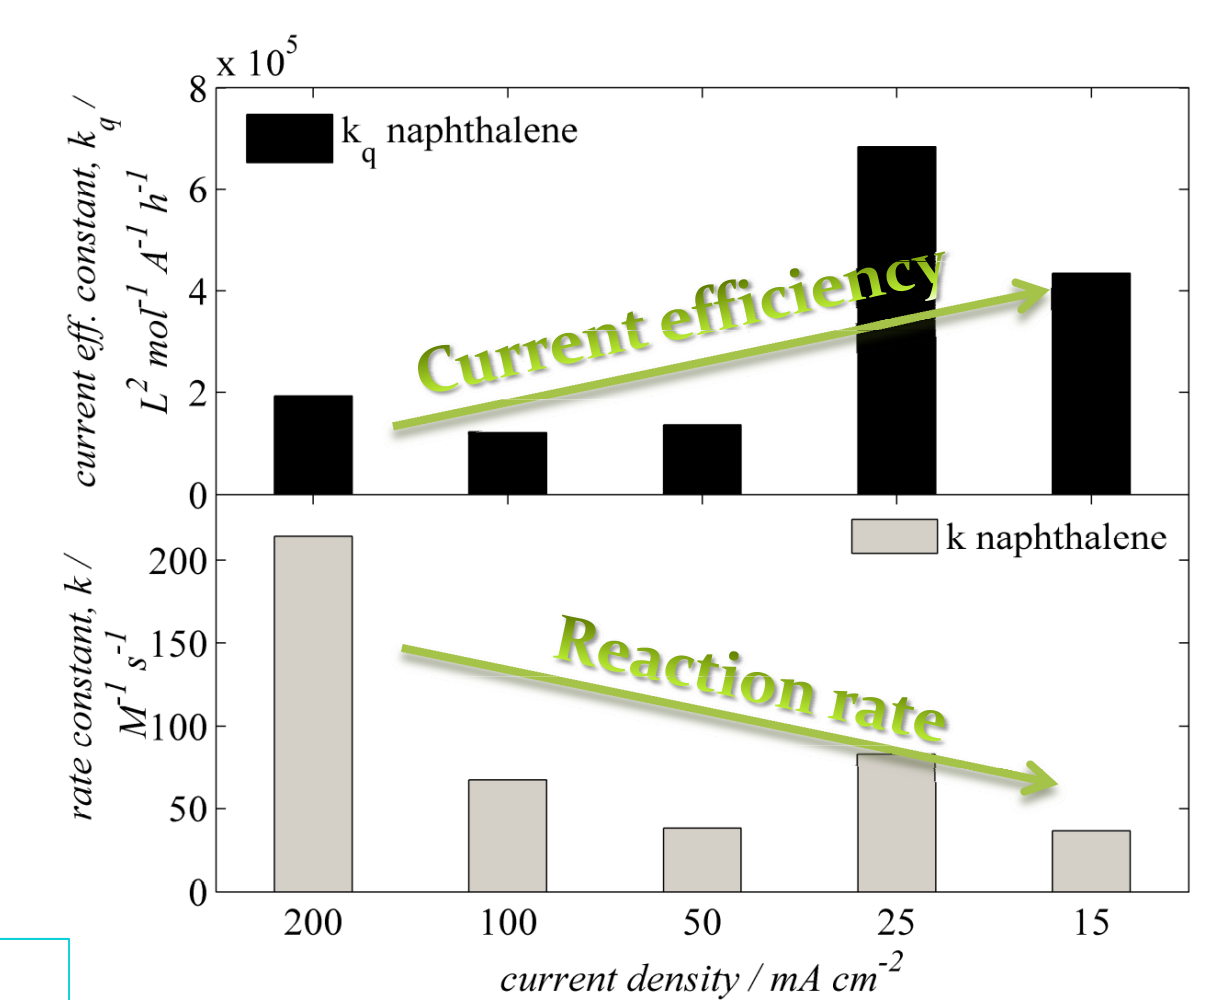 x 10^5
current eff. constant, k_q /
L^2 mol^-1 A^-1 h^-1
8
6
4
2
0
k_q naphthalene
Current efficiency
rate constant, k /
M^-1 s^-1
200
150
100
50
0
k naphthalene
Reaction rate
200 100 50 25 15
current density / mA cm^-2